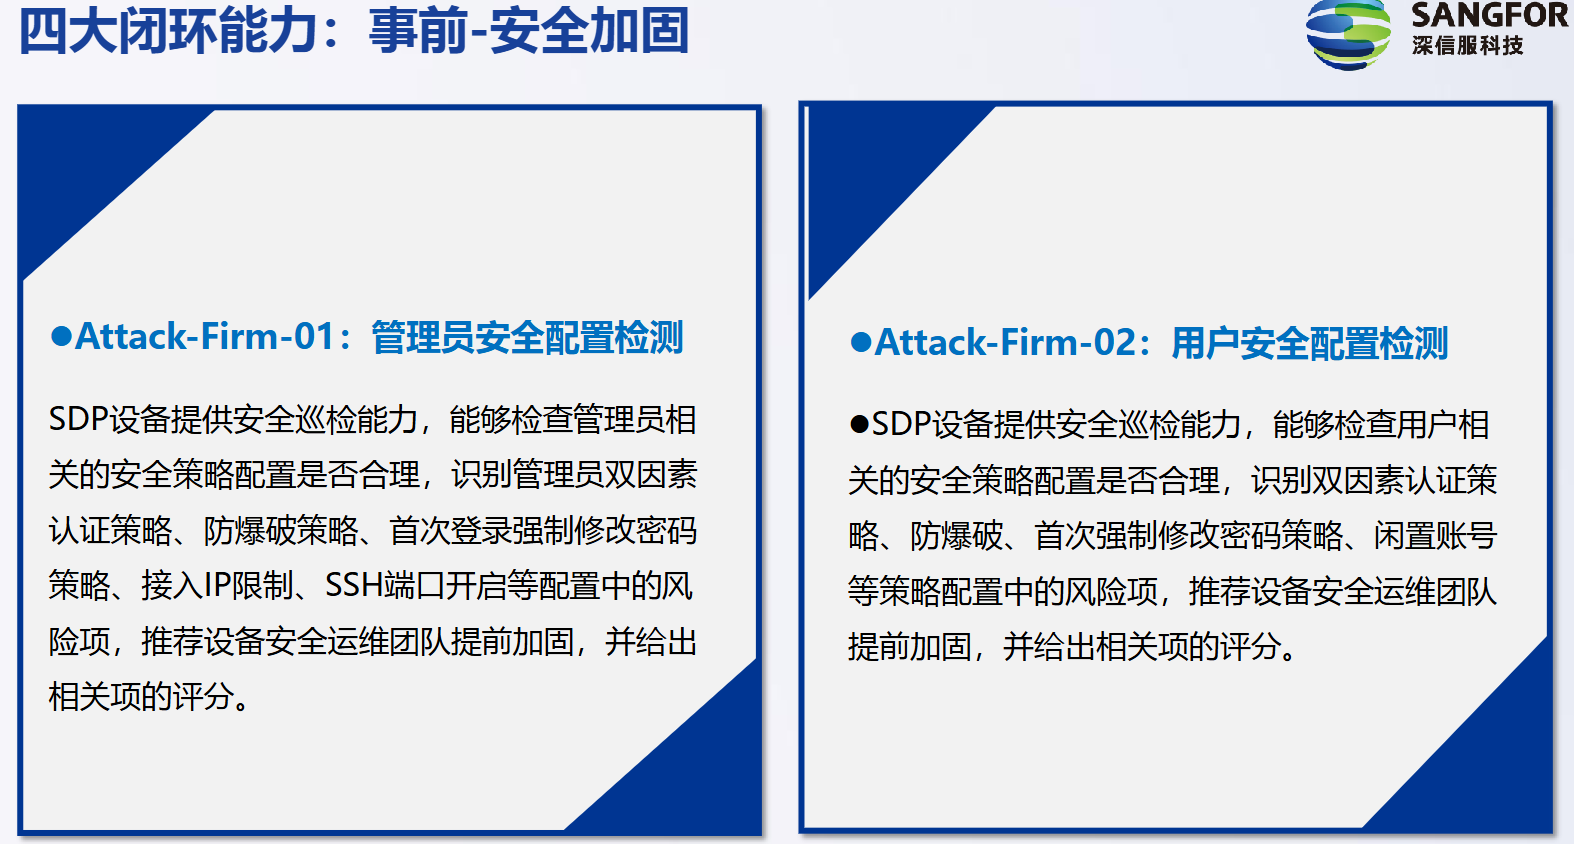 四大闭环能力：事前-安全加固
SANGFOR
深信服科技
●Attack-Firm-01：管理员安全配置检测
SDP设备提供安全巡检能力，能够检查管理员相
关的安全策略配置是否合理，识别管理员双因素
认证策略、防爆破策略、首次登录强制修改密码
策略、接入IP限制、SSH端口开启等配置中的风
险项，推荐设备安全运维团队提前加固，并给出
相关项的评分。
●Attack-Firm-02：用户安全配置检测
●SDP设备提供安全巡检能力，能够检查用户相
关的安全策略配置是否合理，识别双因素认证策
略、防爆破、首次强制修改密码策略、闲置账号
等策略配置中的风险项，推荐设备安全运维团队
提前加固，并给出相关项的评分。